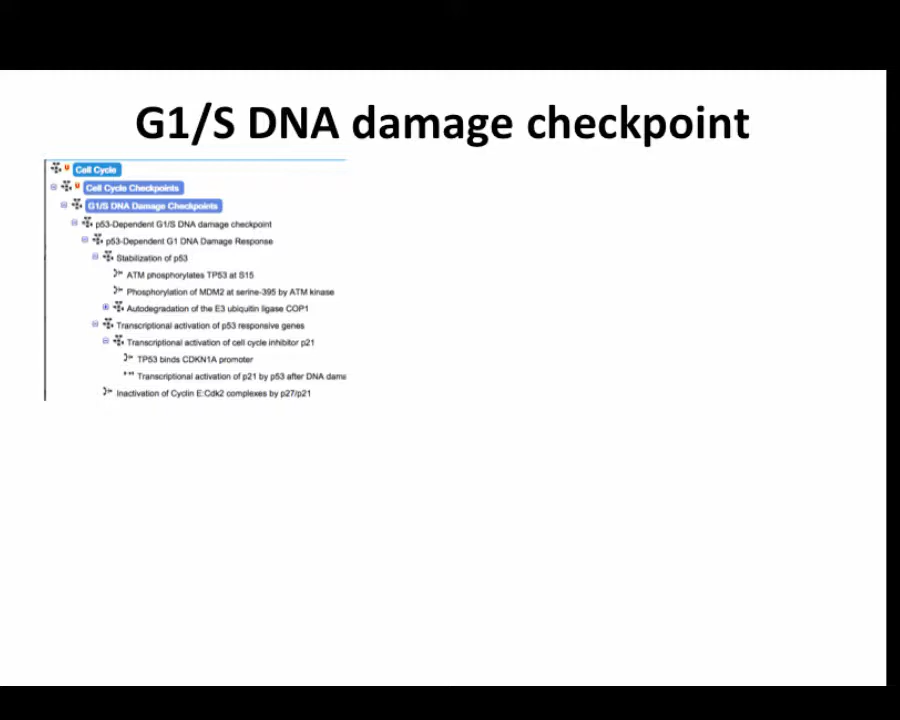 G1/S DNA damage checkpoint
Cell Cycle
Cell Cycle Checkpoints
G1/S DNA Damage Checkpoints
p53-Dependent G1/S DNA damage checkpoint
p53-Dependent G1 DNA Damage Response
Stabilization of p53
ATM phosphorylates TP53 at S15
Phosphorylation of MDM2 at serine-395 by ATM kinase
Autodegradation of the E3 ubiquitin ligase COP1
Transcriptional activation of p53 responsive genes
Transcriptional activation of cell cycle inhibitor p21
TP53 binds CDKN1A promoter
Transcriptional activation of p21 by p53 after DNA dama
Inactivation of Cyclin E:Cdk2 complexes by p27/p21